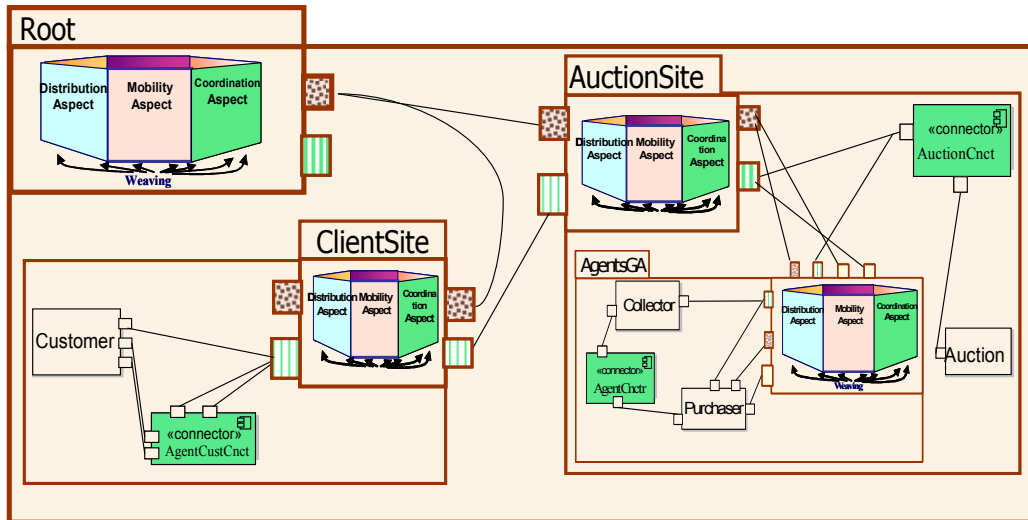 Root
Distribution
Aspect
Mobility
Aspect
Coordination
Aspect
Weaving
AuctionSite
Distribution
Aspect
Mobility
Aspect
Coordina
tion
Aspect
«connector»
AuctionCnct
ClientSite
Distribution
Aspect
Mobility
Aspect
Coordina
tion
Aspect
Customer
«connector»
AgentCustCnct
AgentsGA
Collector
«connector»
AgentCnctr
Purchaser
Distribution
Aspect
Mobility
Aspect
Coordination
Aspect
Weaving
Auction